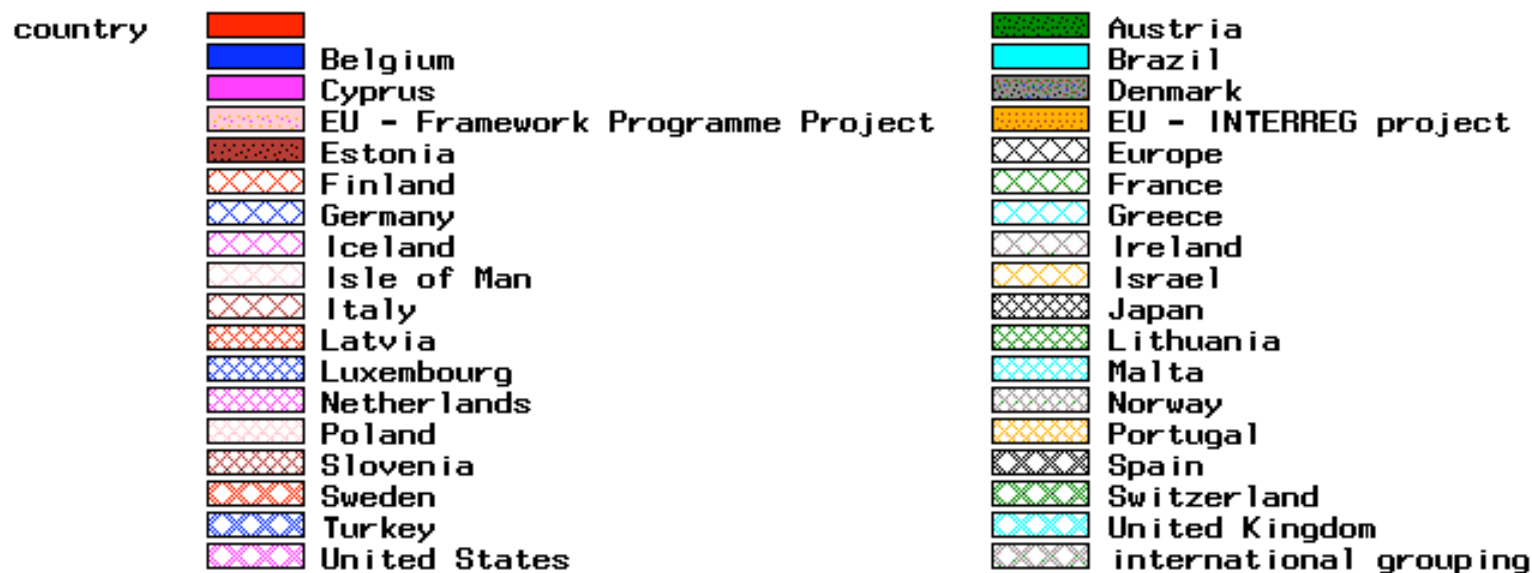 country Austria
Belgium Brazil
Cyprus Denmark
EU - Framework Programme Project EU - INTERREG project
Estonia Europe
Finland France
Germany Greece
Iceland Ireland
Isle of Man Israel
Italy Japan
Latvia Lithuania
Luxembourg Malta
Netherlands Norway
Poland Portugal
Slovenia Spain
Sweden Switzerland
Turkey United Kingdom
United States international grouping